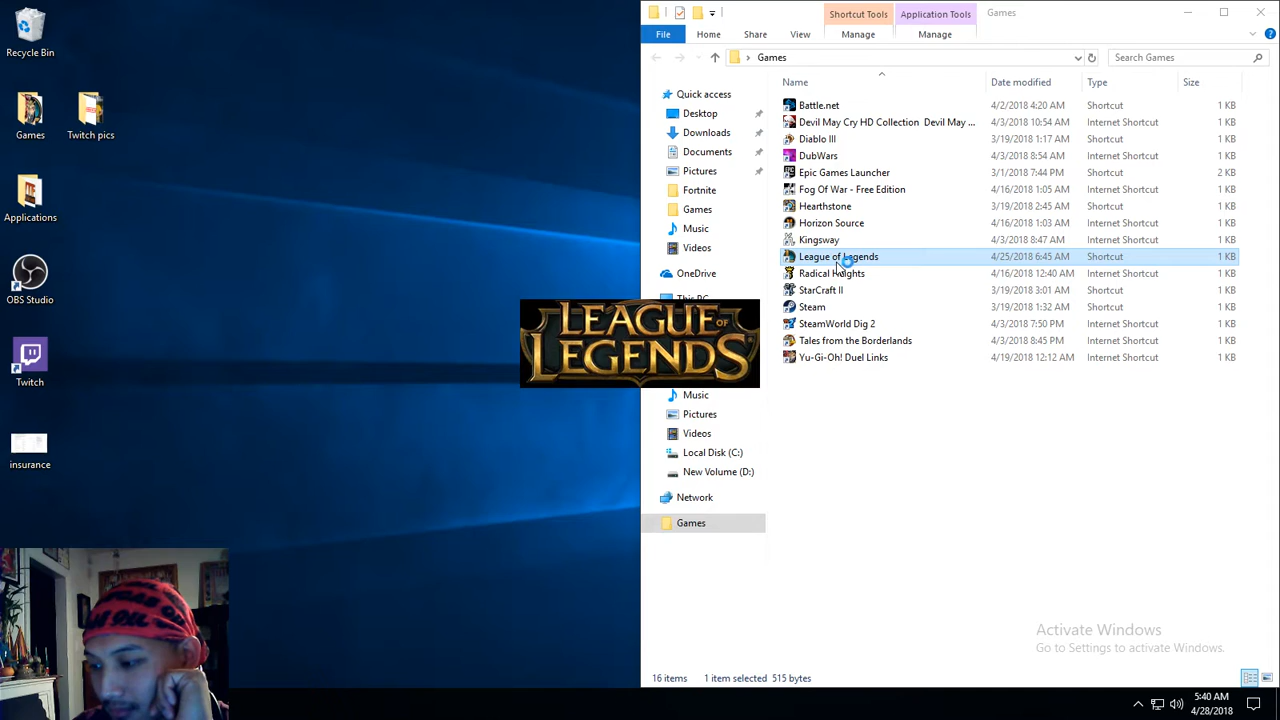 Recycle Bin
Games
Twitch pics
Applications
OBS Studio
Twitch
insurance
Shortcut Tools
Application Tools
Games
File
Home
Share
View
Manage
Manage
Games
Search Games
Name
Date modified
Type
Size
Quick access
Desktop
Downloads
Documents
Pictures
Fortnite
Games
Music
Videos
OneDrive
Music
Pictures
Videos
Local Disk (C:)
New Volume (D:)
Network
Games
Battle.net 4/2/2018 4:20 AM Shortcut 1 KB
Devil May Cry HD Collection Devil May ... 4/3/2018 10:54 AM Internet Shortcut 1 KB
Diablo III 3/19/2018 1:17 AM Shortcut 1 KB
DubWars 4/3/2018 8:54 AM Internet Shortcut 1 KB
Epic Games Launcher 3/1/2018 7:44 PM Shortcut 2 KB
Fog Of War - Free Edition 4/16/2018 1:05 AM Internet Shortcut 1 KB
Hearthstone 3/19/2018 2:45 AM Shortcut 1 KB
Horizon Source 4/16/2018 1:03 AM Internet Shortcut 1 KB
Kingsway 4/3/2018 8:47 AM Internet Shortcut 1 KB
League of Legends 4/25/2018 6:45 AM Shortcut 1 KB
Radical Heights 4/16/2018 12:40 AM Internet Shortcut 1 KB
StarCraft II 3/19/2018 3:01 AM Shortcut 1 KB
Steam 3/19/2018 1:32 AM Shortcut 1 KB
SteamWorld Dig 2 4/3/2018 7:50 PM Internet Shortcut 1 KB
Tales from the Borderlands 4/3/2018 8:45 PM Internet Shortcut 1 KB
Yu-Gi-Oh! Duel Links 4/19/2018 12:12 AM Internet Shortcut 1 KB
LEAGUE OF
LEGENDS
Activate Windows
Go to Settings to activate Windows.
16 items 1 item selected 515 bytes
5:40 AM
4/28/2018